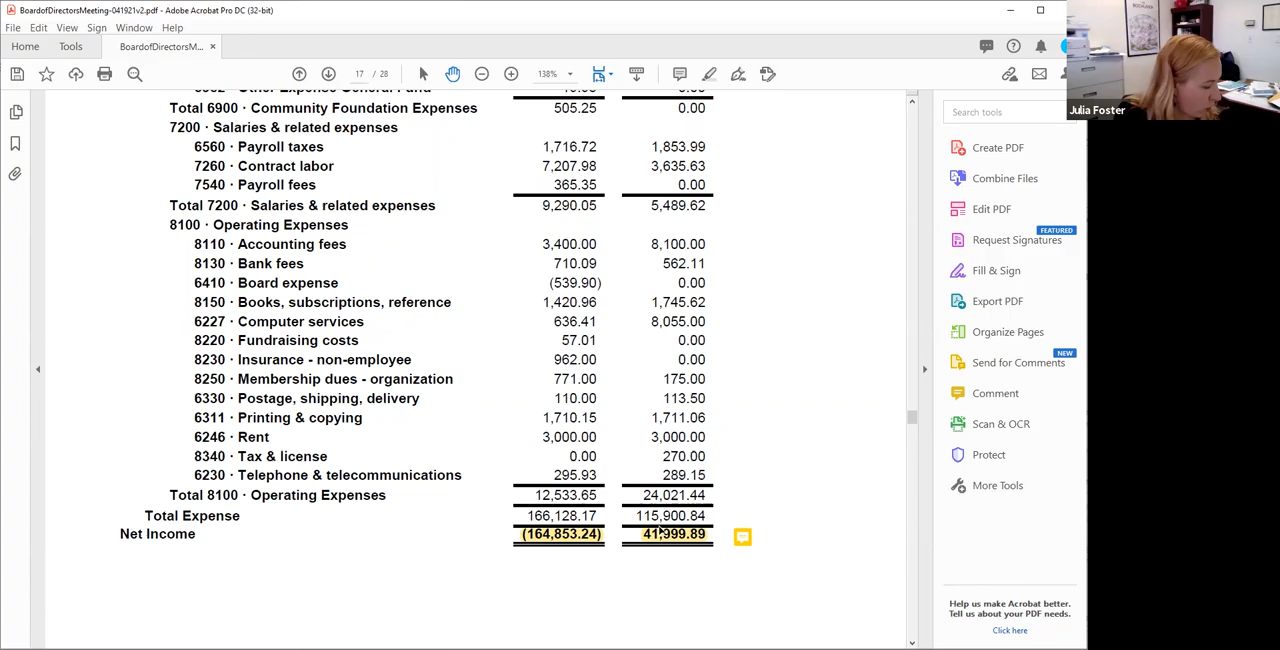 BoardofDirectorsMeeting-041921v2.pdf - Adobe Acrobat Pro DC (32-bit)
File Edit View Sign Window Help
Home Tools BoardofDirectorsM... ×
17 / 28 138%
Total 6900 · Community Foundation Expenses 505.25 0.00
7200 · Salaries & related expenses
6560 · Payroll taxes 1,716.72 1,853.99
7260 · Contract labor 7,207.98 3,635.63
7540 · Payroll fees 365.35 0.00
Total 7200 · Salaries & related expenses 9,290.05 5,489.62
8100 · Operating Expenses
8110 · Accounting fees 3,400.00 8,100.00
8130 · Bank fees 710.09 562.11
6410 · Board expense (539.90) 0.00
8150 · Books, subscriptions, reference 1,420.96 1,745.62
6227 · Computer services 636.41 8,055.00
8220 · Fundraising costs 57.01 0.00
8230 · Insurance - non-employee 962.00 0.00
8250 · Membership dues - organization 771.00 175.00
6330 · Postage, shipping, delivery 110.00 113.50
6311 · Printing & copying 1,710.15 1,711.06
6246 · Rent 3,000.00 3,000.00
8340 · Tax & license 0.00 270.00
6230 · Telephone & telecommunications 295.93 289.15
Total 8100 · Operating Expenses 12,533.65 24,021.44
Total Expense 166,128.17 115,900.84
Net Income (164,853.24) 41,999.89
Search tools
Create PDF
Combine Files
Edit PDF
FEATURED
Request Signatures
Fill & Sign
Export PDF
Organize Pages
NEW
Send for Comments
Comment
Scan & OCR
Protect
More Tools
Help us make Acrobat better.
Tell us about your PDF needs.
Click here
Julia Foster